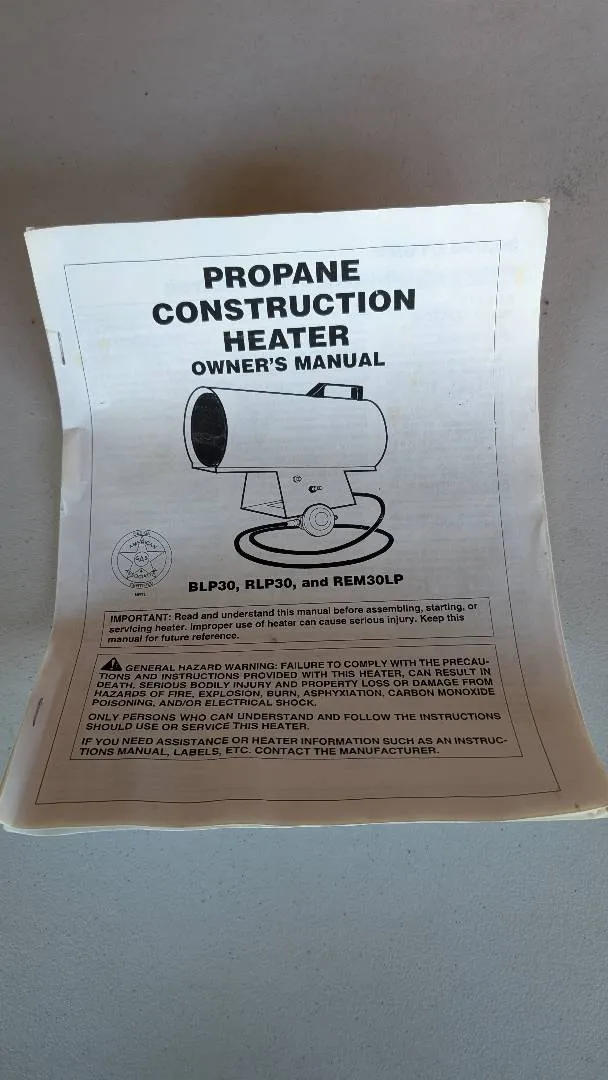 PROPANE
CONSTRUCTION
HEATER
OWNER'S MANUAL
AMERICAN
GAS
ASSOCIATION
BLP30, RLP30, and REM30LP
IMPORTANT: Read and understand this manual before assembling, starting, or
servicing heater. Improper use of heater can cause serious injury. Keep this
manual for future reference.
GENERAL HAZARD WARNING: FAILURE TO COMPLY WITH THE PRECAU-
TIONS AND INSTRUCTIONS PROVIDED WITH THIS HEATER, CAN RESULT IN
DEATH, SERIOUS BODILY INJURY AND PROPERTY LOSS OR DAMAGE FROM
HAZARDS OF FIRE, EXPLOSION, BURN, ASPHYXIATION, CARBON MONOXIDE
POISONING, AND/OR ELECTRICAL SHOCK.
ONLY PERSONS WHO CAN UNDERSTAND AND FOLLOW THE INSTRUCTIONS
SHOULD USE OR SERVICE THIS HEATER.
IF YOU NEED ASSISTANCE OR HEATER INFORMATION SUCH AS AN INSTRUC-
TIONS MANUAL, LABELS, ETC. CONTACT THE MANUFACTURER.